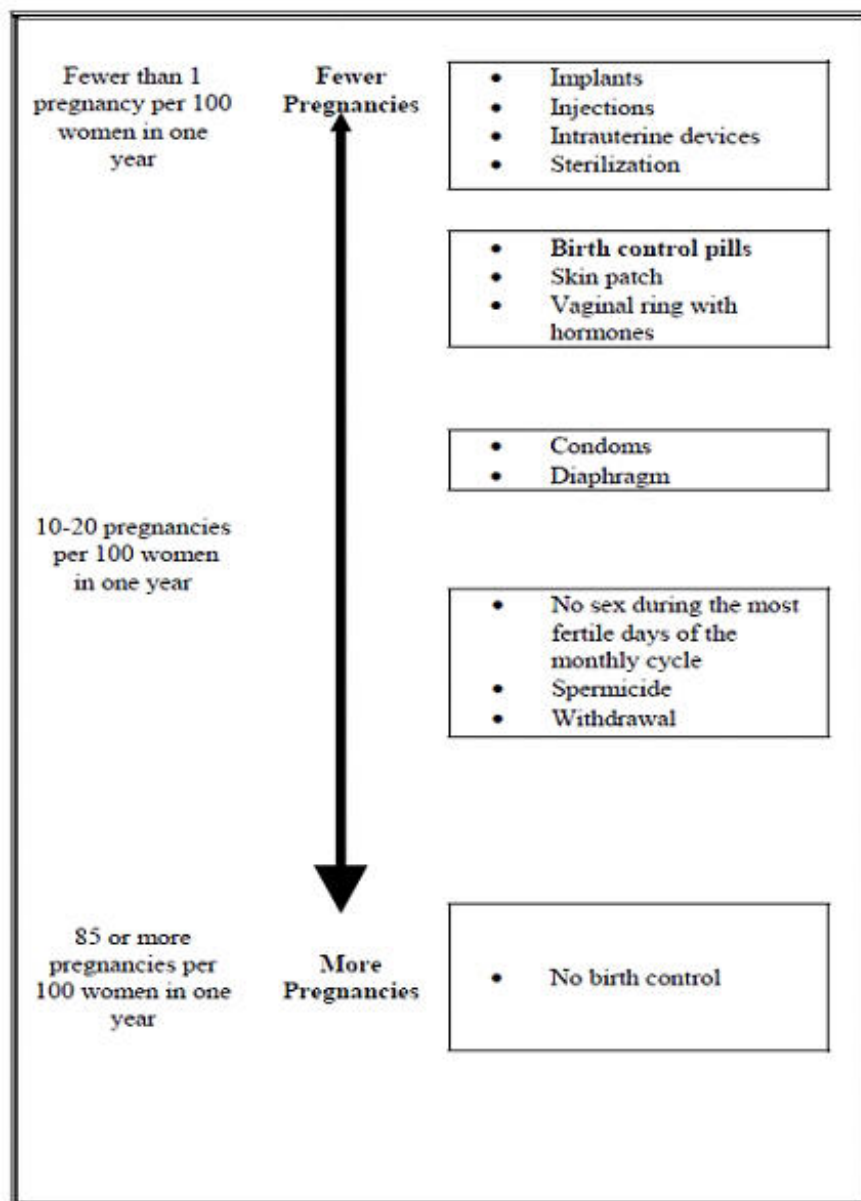 Fewer than 1
pregnancy per 100
women in one
year
Fewer
Pregnancies
• Implants
• Injections
• Intrauterine devices
• Sterilization
• Birth control pills
• Skin patch
• Vaginal ring with
hormones
• Condoms
• Diaphragm
10-20 pregnancies
per 100 women
in one year
• No sex during the most
fertile days of the
monthly cycle
• Spermicide
• Withdrawal
85 or more
pregnancies per
100 women in one
year
More
Pregnancies
• No birth control